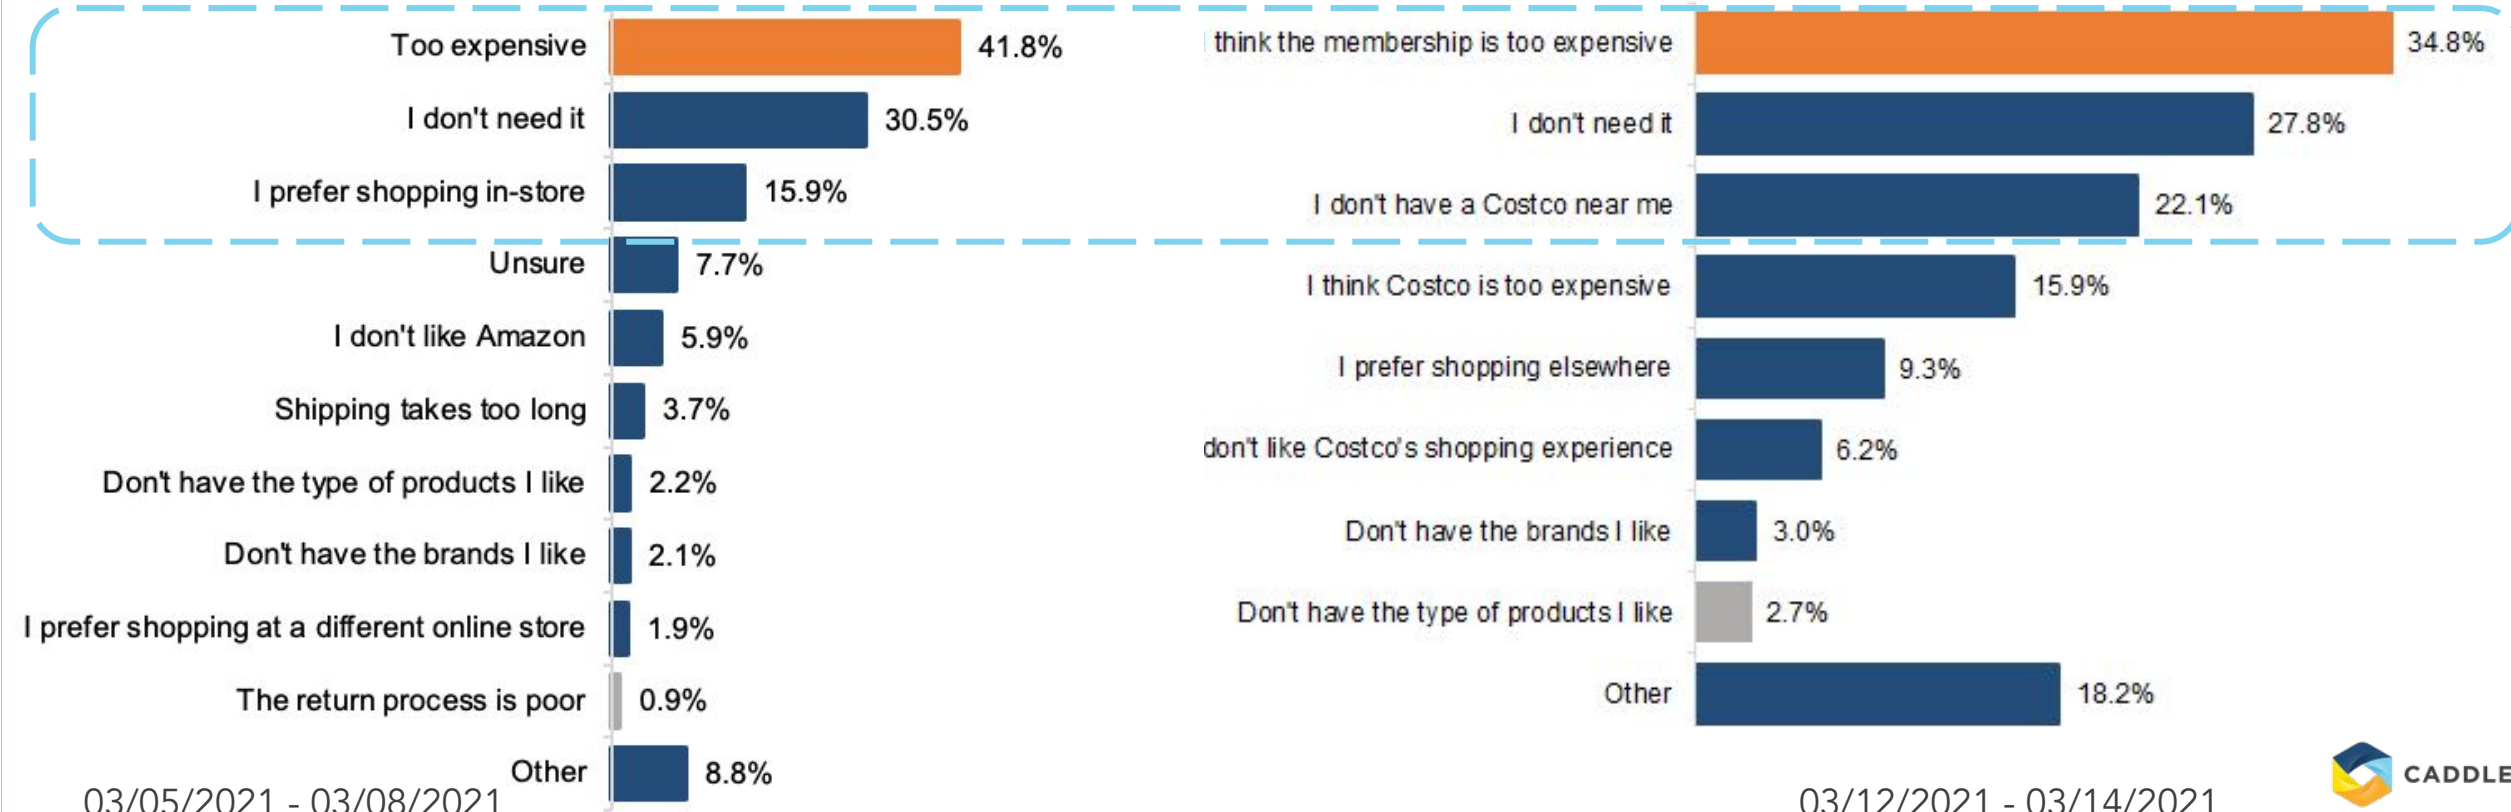 Too expensive 41.8%
I don't need it 30.5%
I prefer shopping in-store 15.9%
Unsure 7.7%
I don't like Amazon 5.9%
Shipping takes too long 3.7%
Don't have the type of products I like 2.2%
Don't have the brands I like 2.1%
I prefer shopping at a different online store 1.9%
The return process is poor 0.9%
Other 8.8%
03/05/2021 - 03/08/2021
think the membership is too expensive 34.8%
I don't need it 27.8%
I don't have a Costco near me 22.1%
I think Costco is too expensive 15.9%
I prefer shopping elsewhere 9.3%
don't like Costco's shopping experience 6.2%
Don't have the brands I like 3.0%
Don't have the type of products I like 2.7%
Other 18.2%
03/12/2021 - 03/14/2021
CADDLE